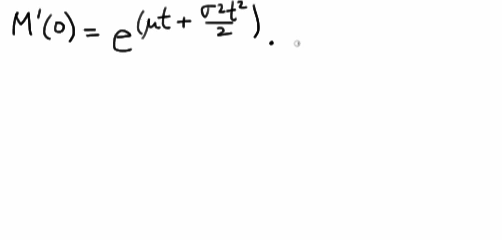 M'(0) = e^(μt + σ²t²/2) .